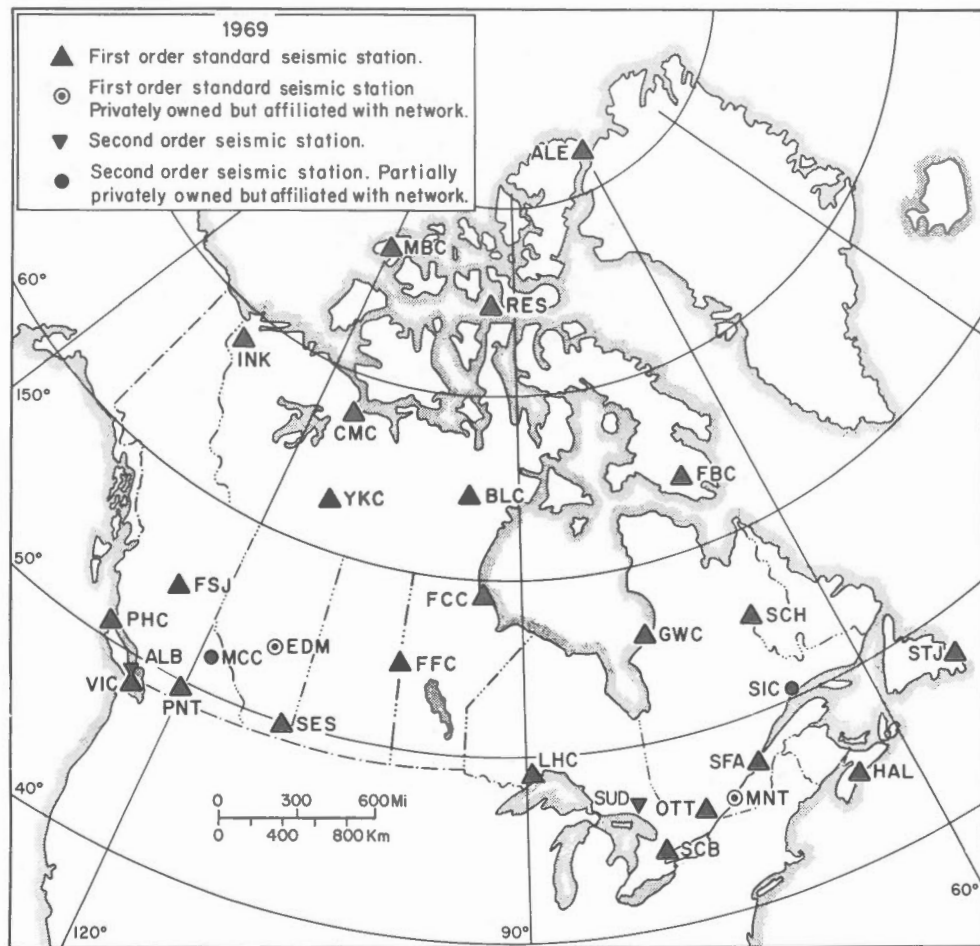 1969
First order standard seismic station.
First order standard seismic station
Privately owned but affiliated with network.
Second order seismic station.
Second order seismic station. Partially
privately owned but affiliated with network.
ALE
MBC
RES
60°
INK
150°
CMC
FBC
YKC
BLC
50°
FSJ
FCC
PHC
SCH
GWC
EDM
ALB
MCC
FFC
STJ
VIC
SIC
PNT
SES
LHC
SFA
HAL
40°
0 300 600 Mi
0 400 800 Km
SUD
OTT
MNT
SCB
60°
120°
90°